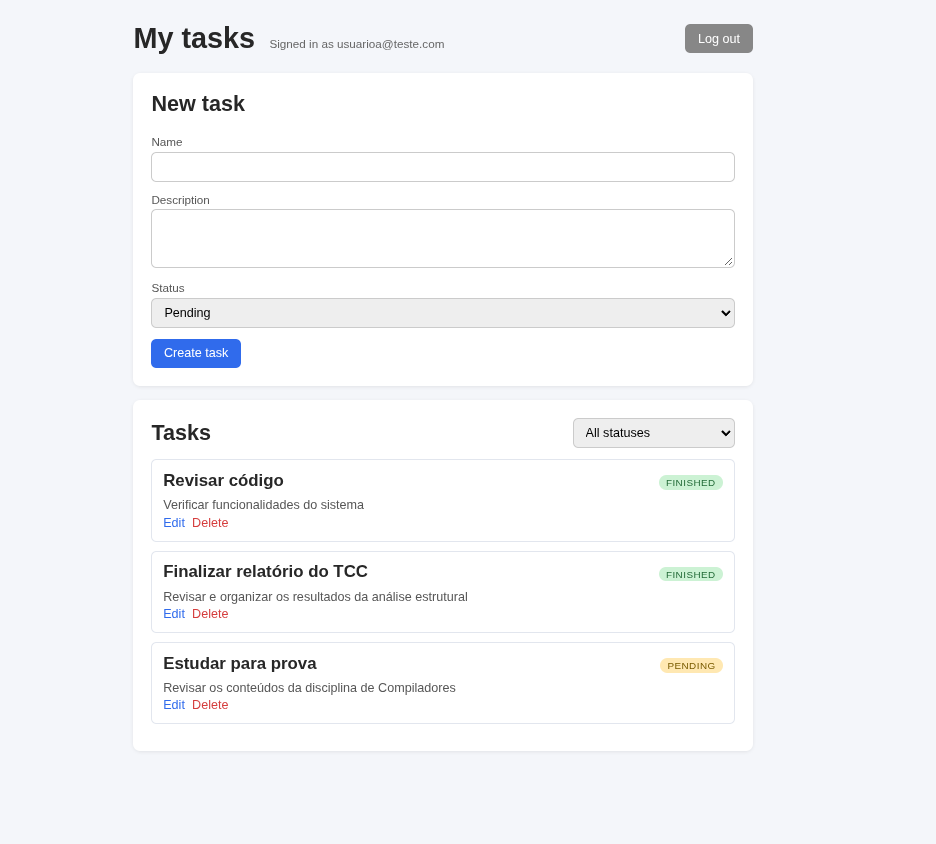 My tasks Signed in as usuarioa@teste.com Log out
New task
Name
Description
Status
Pending
Create task
Tasks All statuses
Revisar código FINISHED
Verificar funcionalidades do sistema
Edit Delete
Finalizar relatório do TCC FINISHED
Revisar e organizar os resultados da análise estrutural
Edit Delete
Estudar para prova PENDING
Revisar os conteúdos da disciplina de Compiladores
Edit Delete